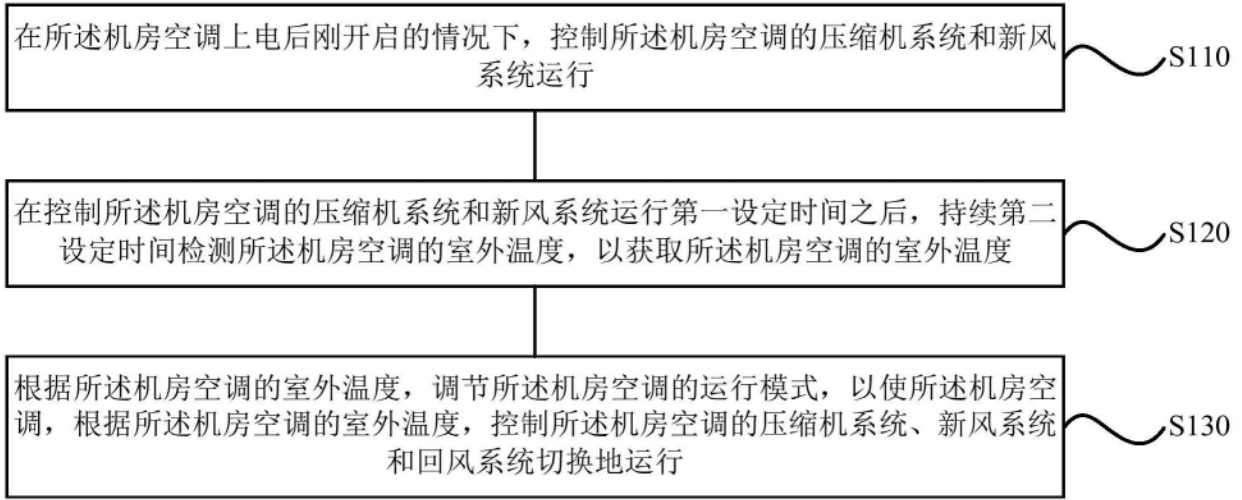 在所述机房空调上电后刚开启的情况下，控制所述机房空调的压缩机系统和新风
系统运行
S110
在控制所述机房空调的压缩机系统和新风系统运行第一设定时间之后，持续第二
设定时间检测所述机房空调的室外温度，以获取所述机房空调的室外温度
S120
根据所述机房空调的室外温度，调节所述机房空调的运行模式，以使所述机房空
调，根据所述机房空调的室外温度，控制所述机房空调的压缩机系统、新风系统
和回风系统切换地运行
S130